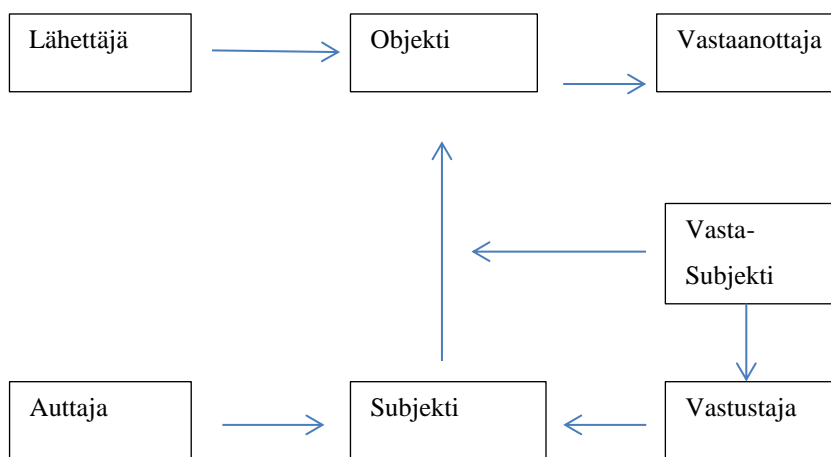 Lähettäjä
Objekti
Vastaanottaja
Vasta-
Subjekti
Auttaja
Subjekti
Vastustaja